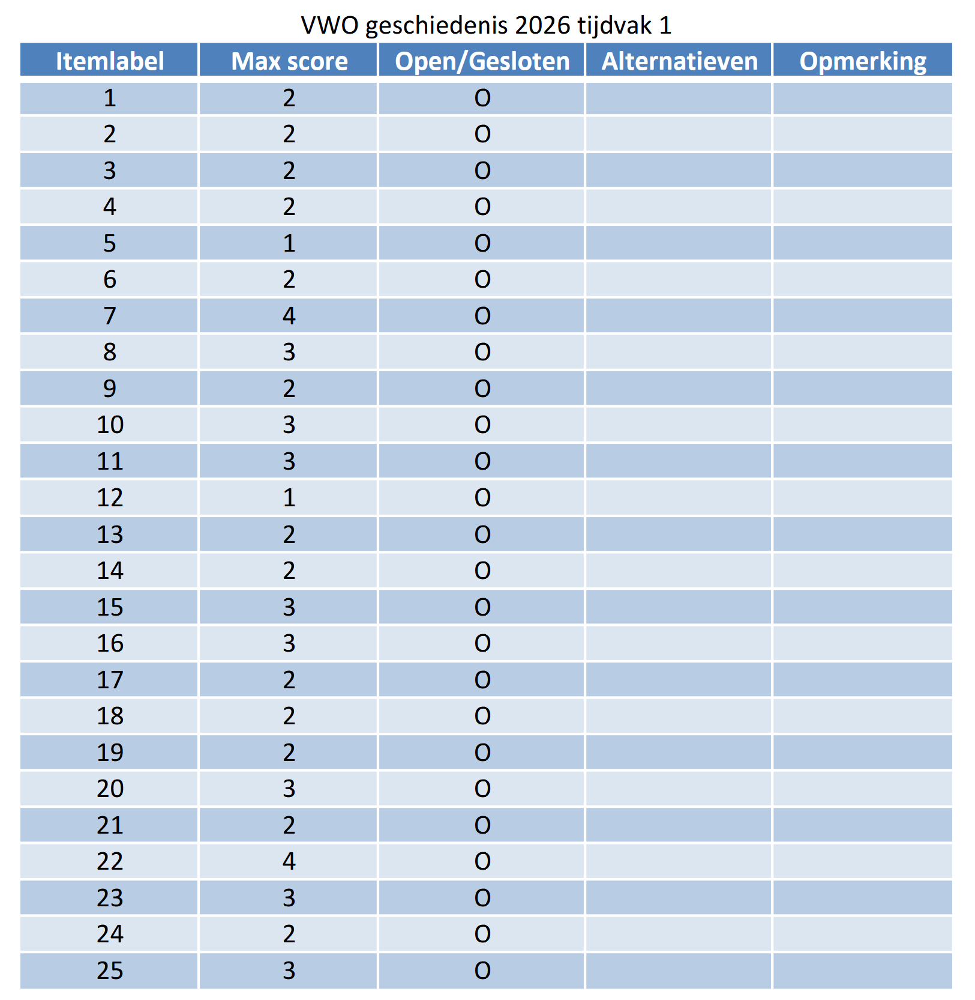 VWO geschiedenis 2026 tijdvak 1
Itemlabel Max score Open/Gesloten Alternatieven Opmerking
1 2 O
2 2 O
3 2 O
4 2 O
5 1 O
6 2 O
7 4 O
8 3 O
9 2 O
10 3 O
11 3 O
12 1 O
13 2 O
14 2 O
15 3 O
16 3 O
17 2 O
18 2 O
19 2 O
20 3 O
21 2 O
22 4 O
23 3 O
24 2 O
25 3 O